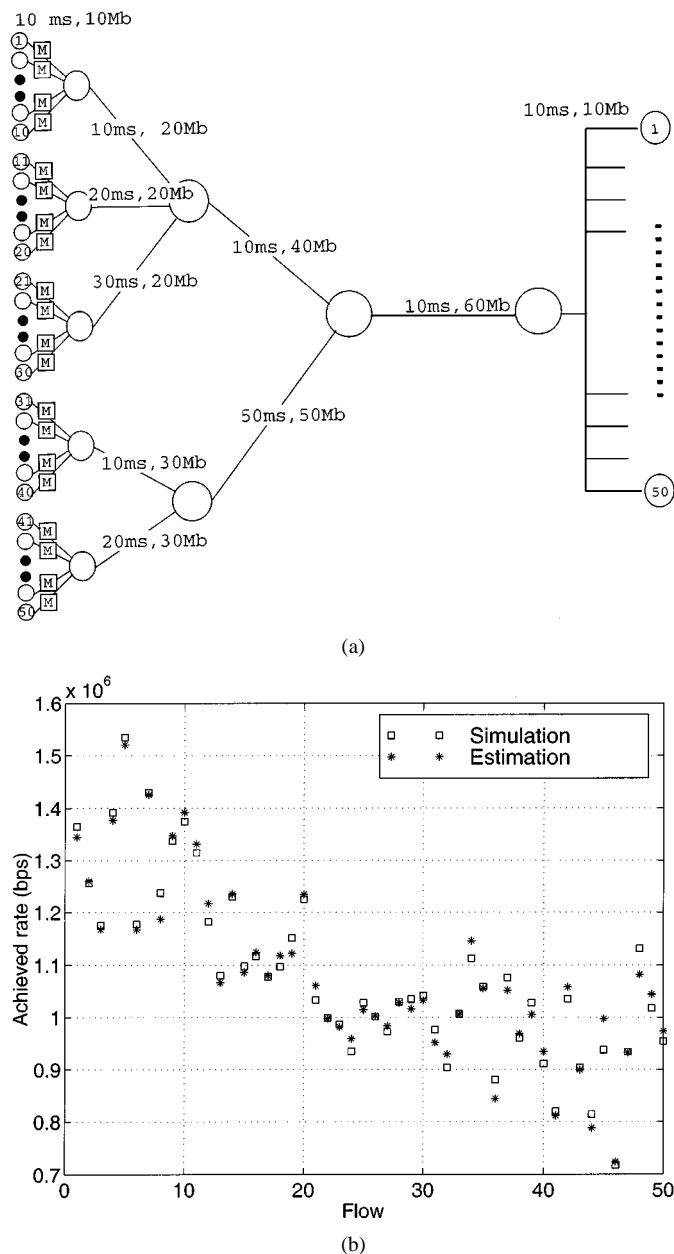 10 ms,10Mb
1
M
M
M
10
M
10ms, 20Mb
11
M
M
M
20
M
20ms,20Mb
21
M
M
M
30
M
30ms,20Mb
31
M
M
M
40
M
10ms,30Mb
41
M
M
M
50
M
20ms,30Mb
10ms,40Mb
50ms,50Mb
10ms,60Mb
10ms,10Mb
1
50
(a)
x 10^6
1.6
1.5
1.4
1.3
1.2
1.1
1
0.9
0.8
0.7
Achieved rate (bps)
Simulation
Estimation
0
10
20
30
40
50
Flow
(b)